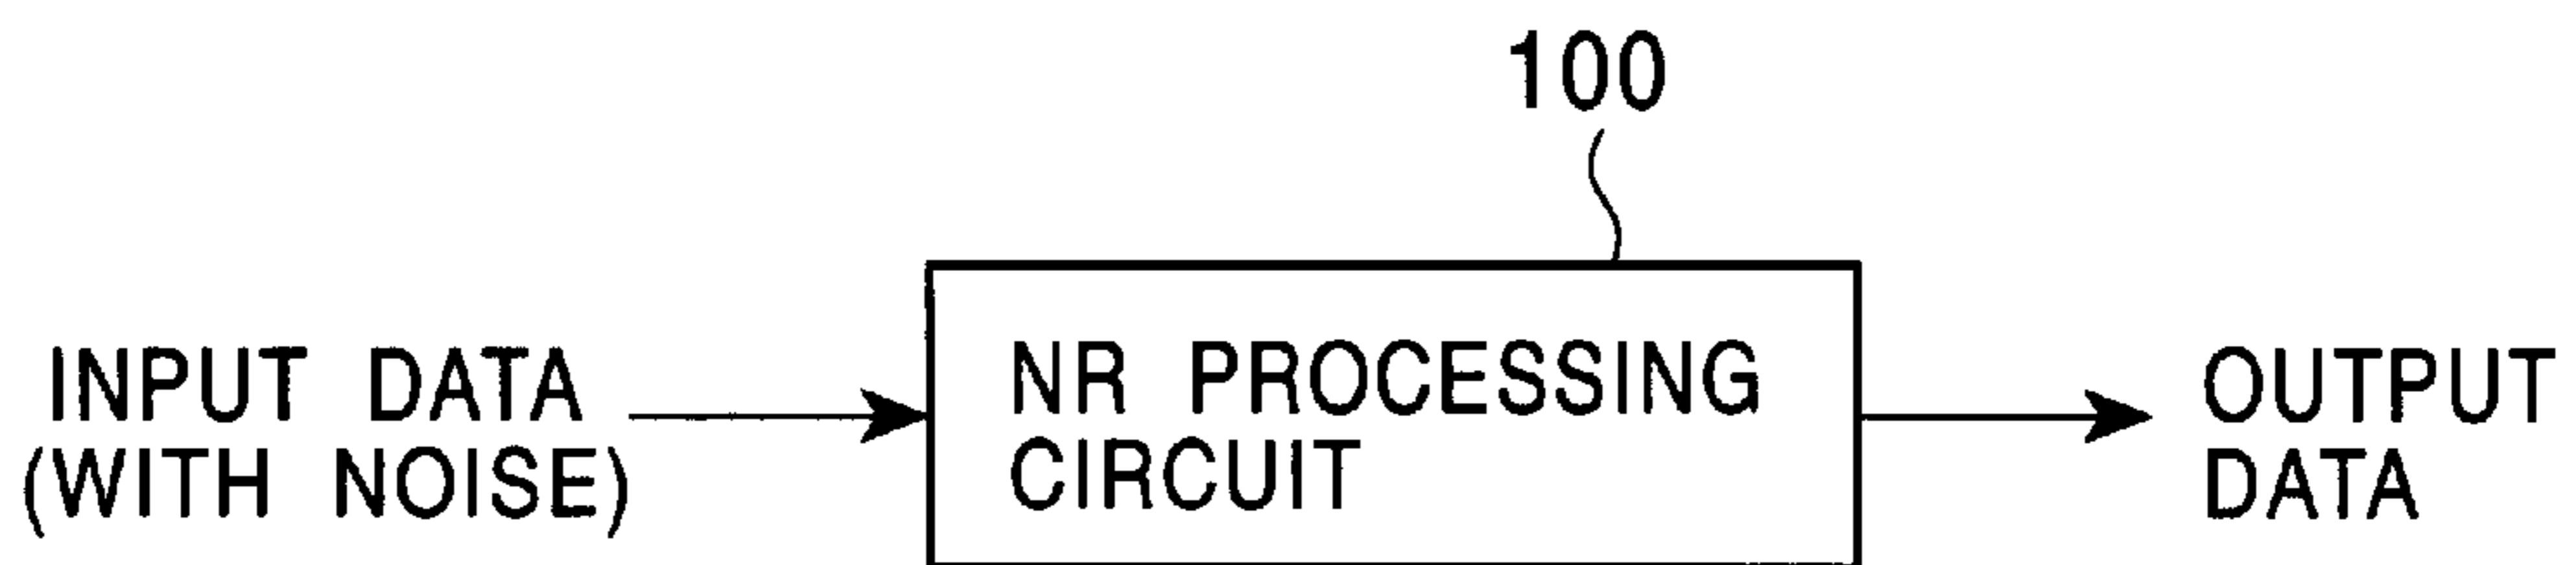 100
INPUT DATA
(WITH NOISE)
NR PROCESSING
CIRCUIT
OUTPUT
DATA